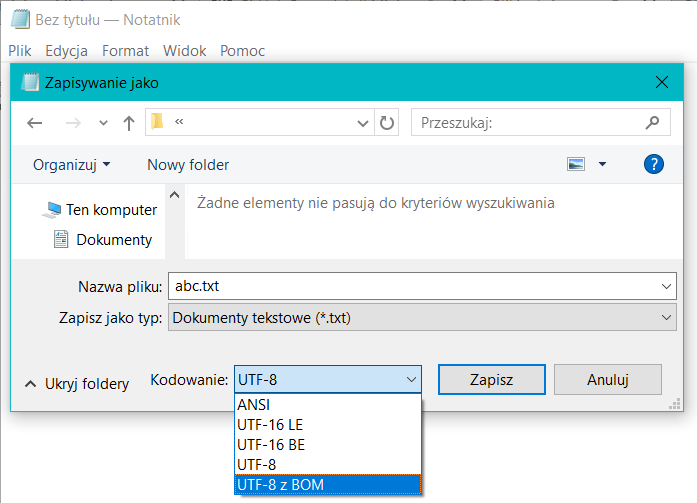 Bez tytułu — Notatnik
Plik Edycja Format Widok Pomoc
Zapisywanie jako
Przeszukaj:
Organizuj Nowy folder
Ten komputer
Żadne elementy nie pasują do kryteriów wyszukiwania
Dokumenty
Nazwa pliku: abc.txt
Zapisz jako typ: Dokumenty tekstowe (*.txt)
Ukryj foldery Kodowanie: UTF-8 Zapisz Anuluj
ANSI
UTF-16 LE
UTF-16 BE
UTF-8
UTF-8 z BOM